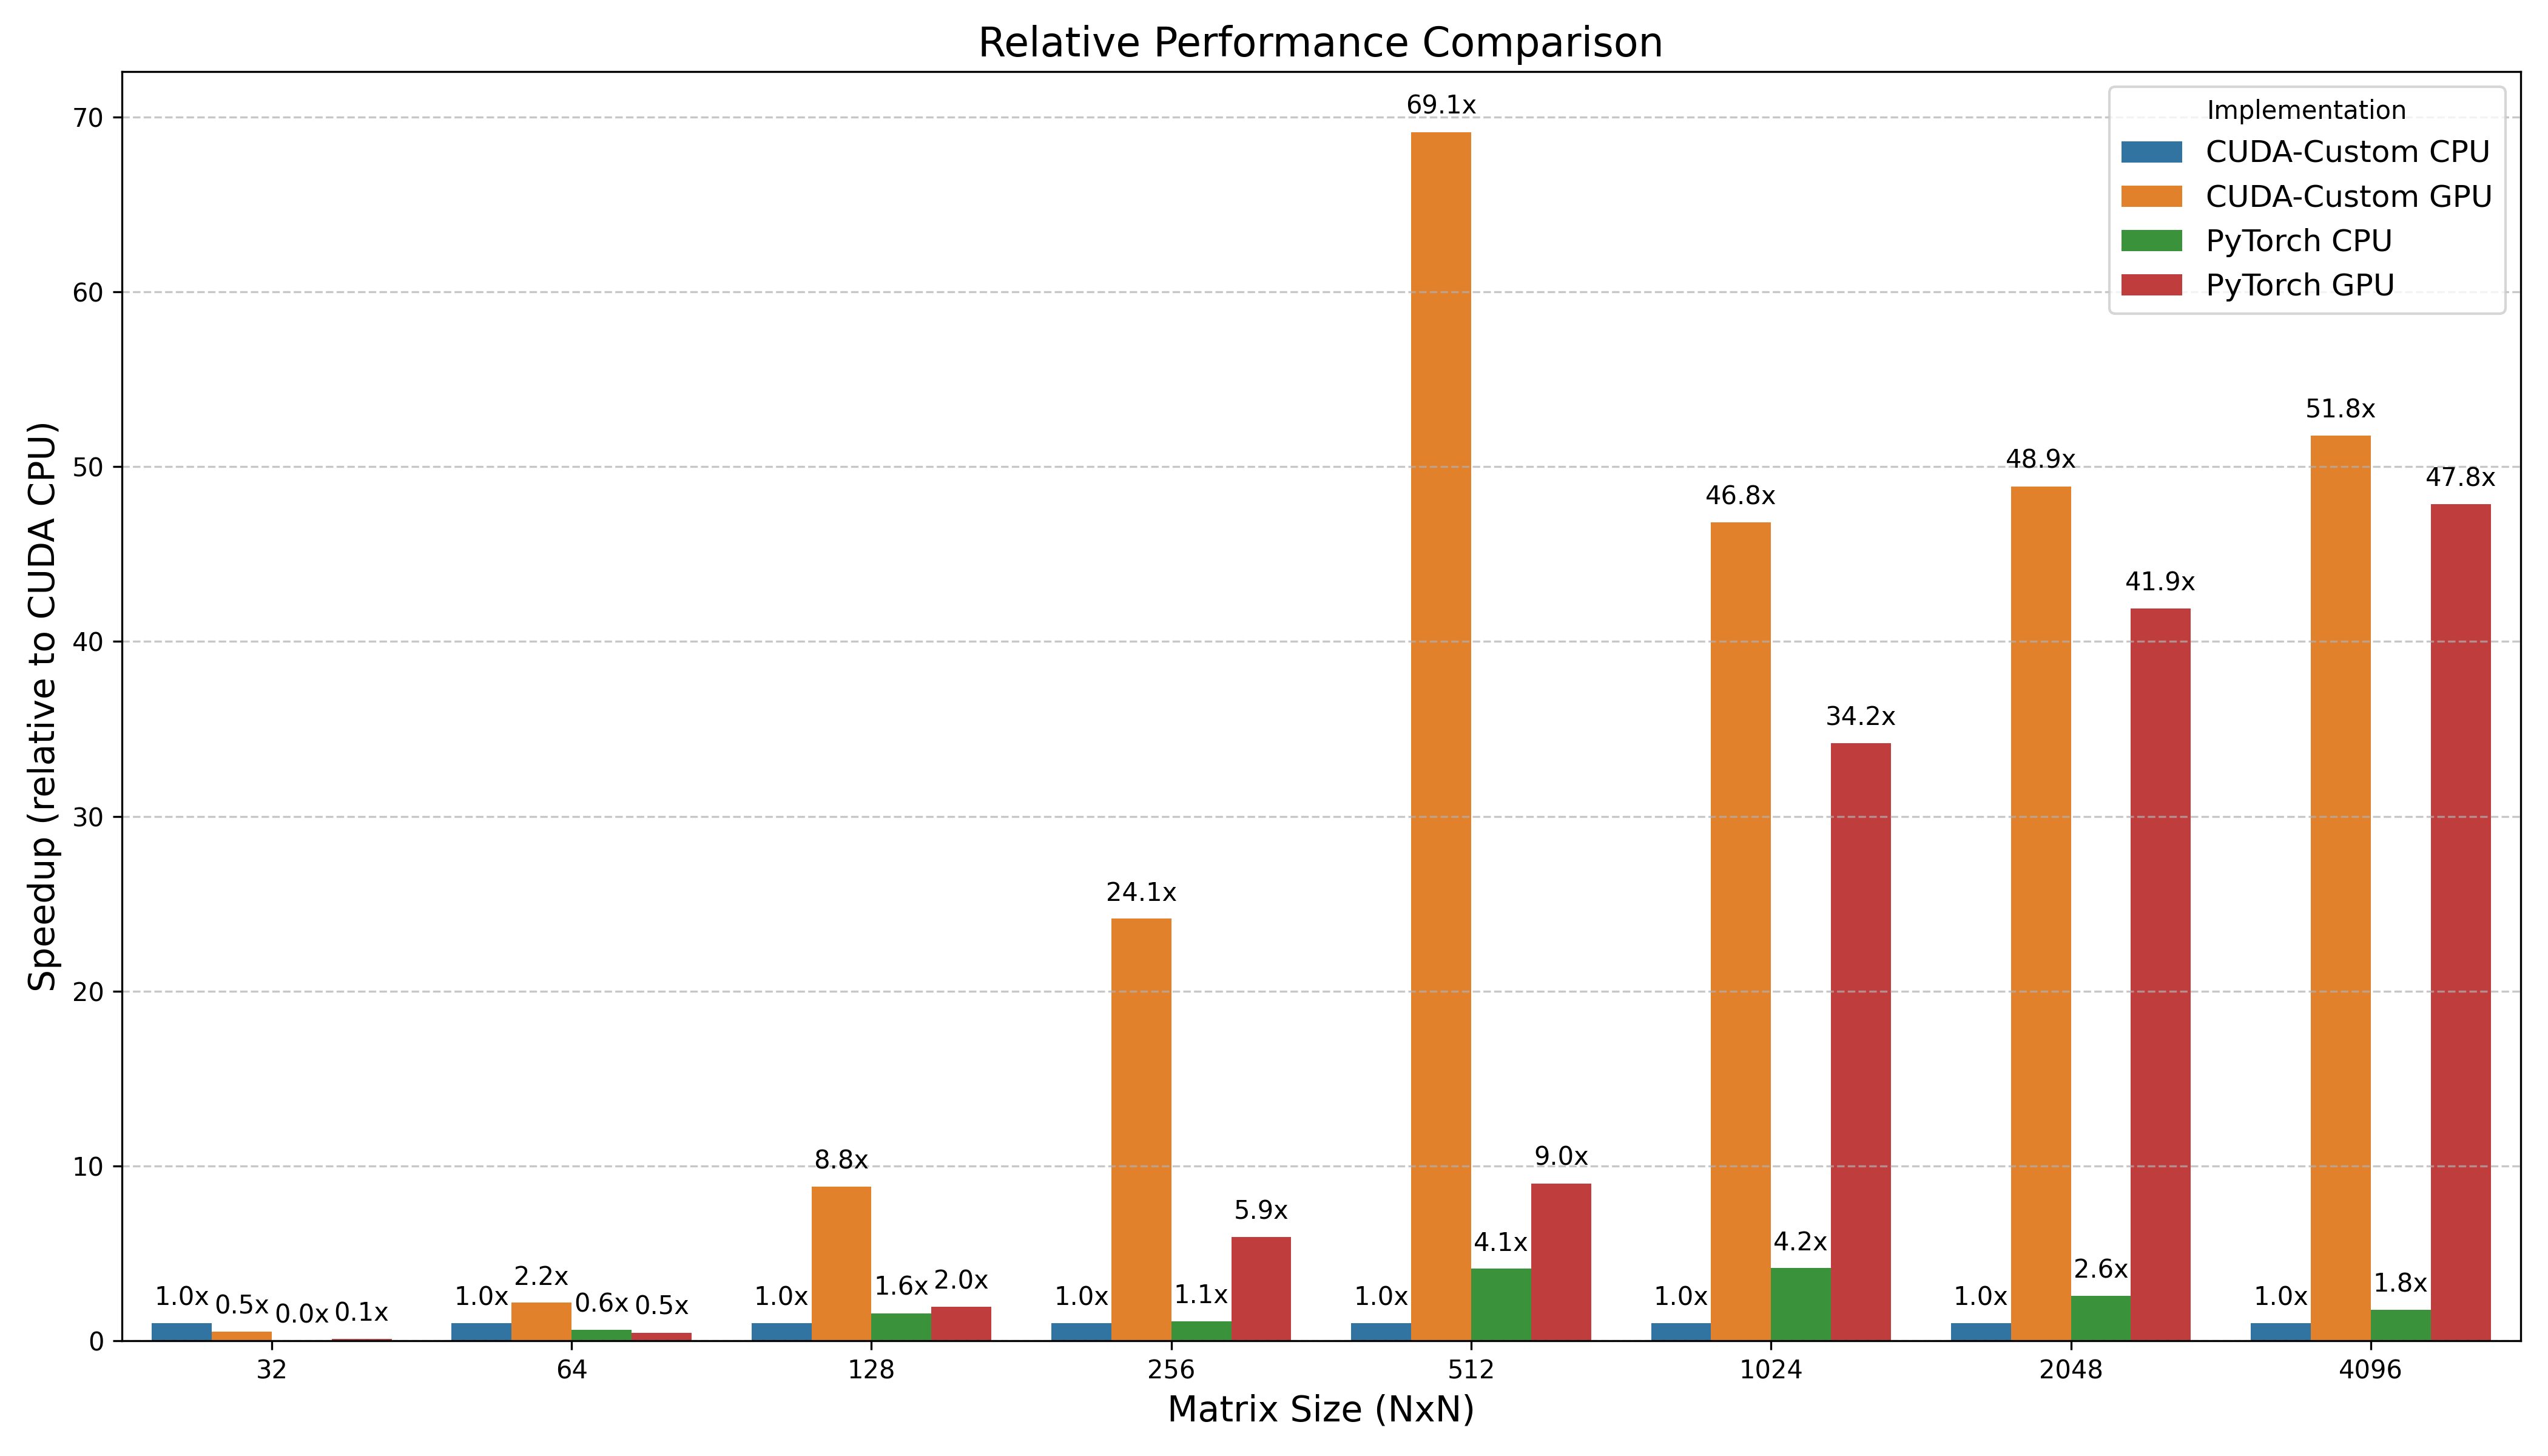 Relative Performance Comparison
Speedup (relative to CUDA CPU)
70
60
50
40
30
20
10
0
Implementation
CUDA-Custom CPU
CUDA-Custom GPU
PyTorch CPU
PyTorch GPU
1.0x 0.5x 0.0x 0.1x
1.0x 2.2x 0.6x 0.5x
1.0x 8.8x 1.6x 2.0x
1.0x 24.1x 1.1x 5.9x
1.0x 69.1x 4.1x 9.0x
1.0x 46.8x 4.2x 34.2x
1.0x 48.9x 2.6x 41.9x
1.0x 51.8x 1.8x 47.8x
32 64 128 256 512 1024 2048 4096
Matrix Size (NxN)